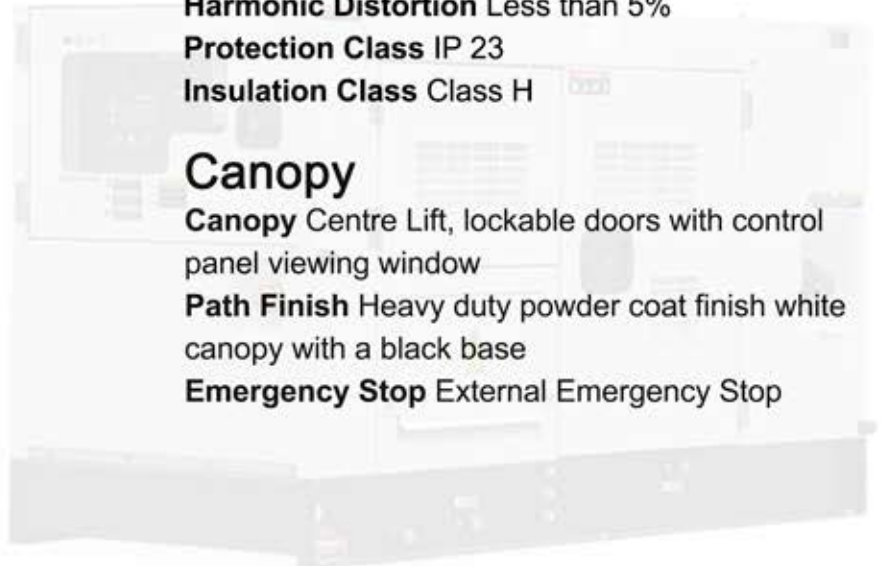 Harmonic Distortion Less than 5%
Protection Class IP 23
Insulation Class Class H
Canopy
Canopy Centre Lift, lockable doors with control
panel viewing window
Path Finish Heavy duty powder coat finish white
canopy with a black base
Emergency Stop External Emergency Stop